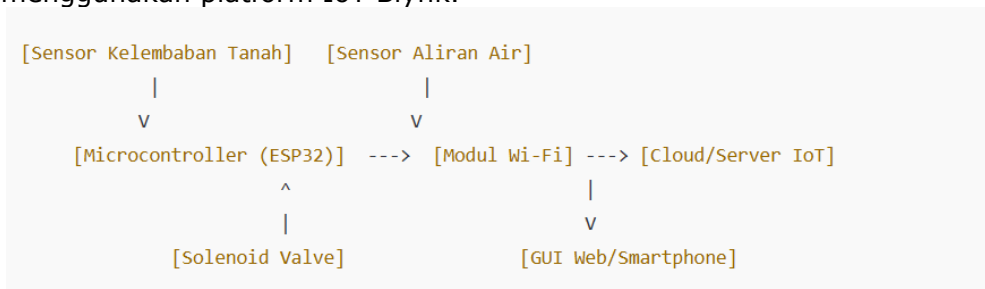 menggunakan platform IoT Blynk.
[Sensor Kelembaban Tanah] [Sensor Aliran Air]
| |
V V
[Microcontroller (ESP32)] ---> [Modul Wi-Fi] ---> [Cloud/Server IoT]
^ |
| V
[Solenoid Valve] [GUI Web/Smartphone]